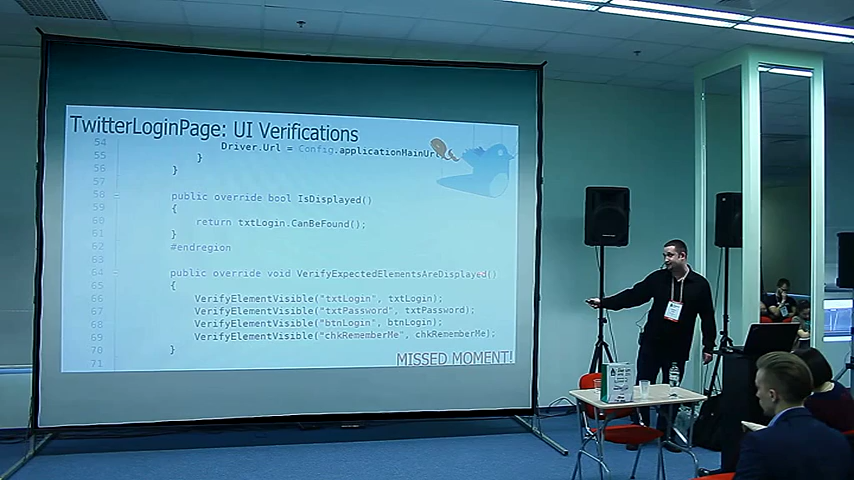 TwitterLoginPage: UI Verifications
54 Driver.Url = Config.applicationMainUrl
55 }
56 }
57
58 public override bool IsDisplayed()
59 {
60 return txtLogin.CanBeFound();
61 }
62 #endregion
63
64 public override void VerifyExpectedElementsAreDisplayed()
65 {
66 VerifyElementVisible("txtLogin", txtLogin);
67 VerifyElementVisible("txtPassword", txtPassword);
68 VerifyElementVisible("btnLogin", btnLogin);
69 VerifyElementVisible("chkRememberMe", chkRememberMe);
70 }
71
MISSED MOMENT!